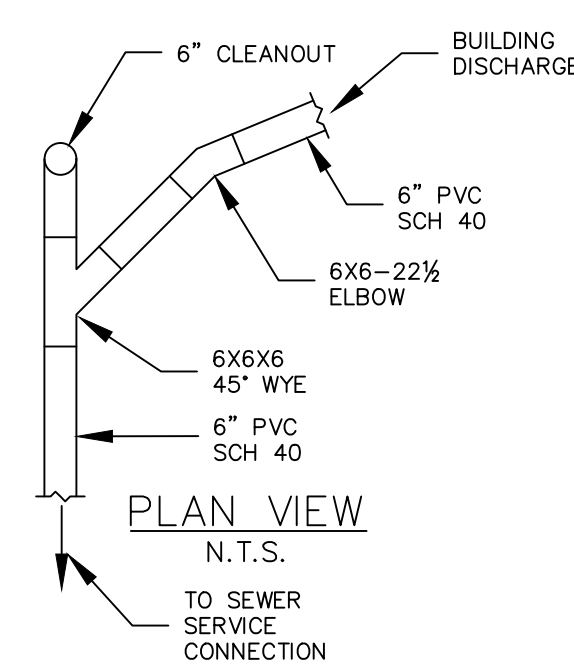 6" CLEANOUT
BUILDING
DISCHARGE
6" PVC
SCH 40
6X6-22½
ELBOW
6X6X6
45° WYE
6" PVC
SCH 40
PLAN VIEW
N.T.S.
TO SEWER
SERVICE
CONNECTION